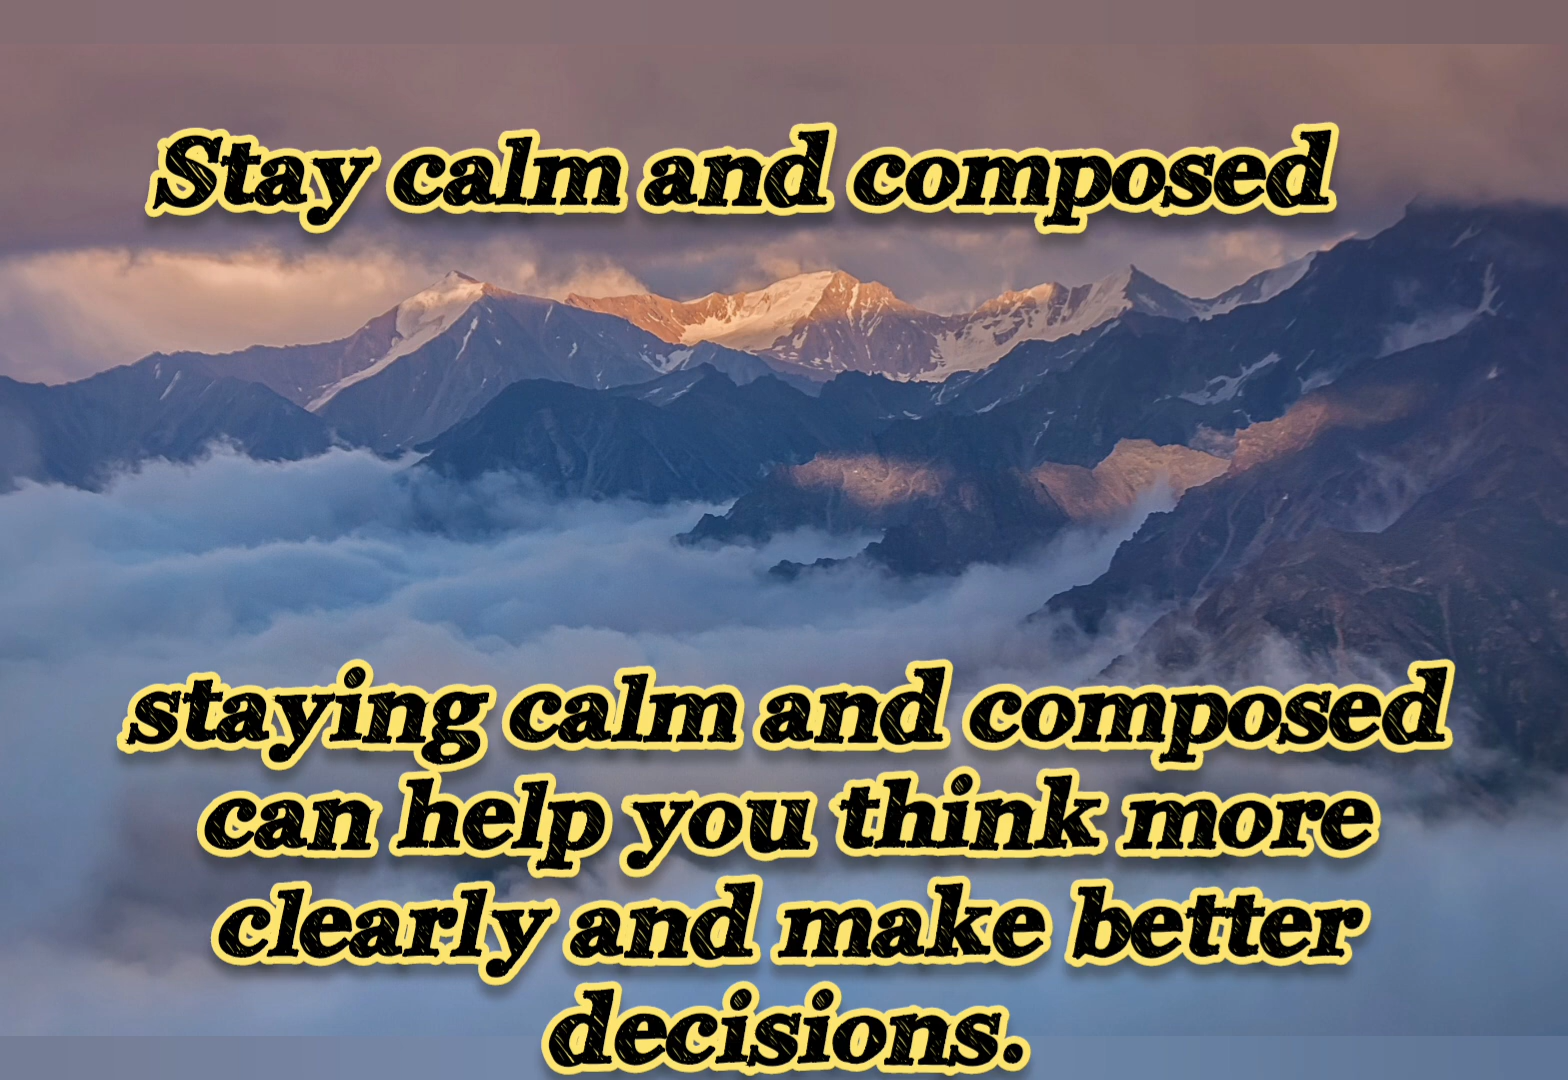 Stay calm and composed
staying calm and composed
can help you think more
clearly and make better
decisions.